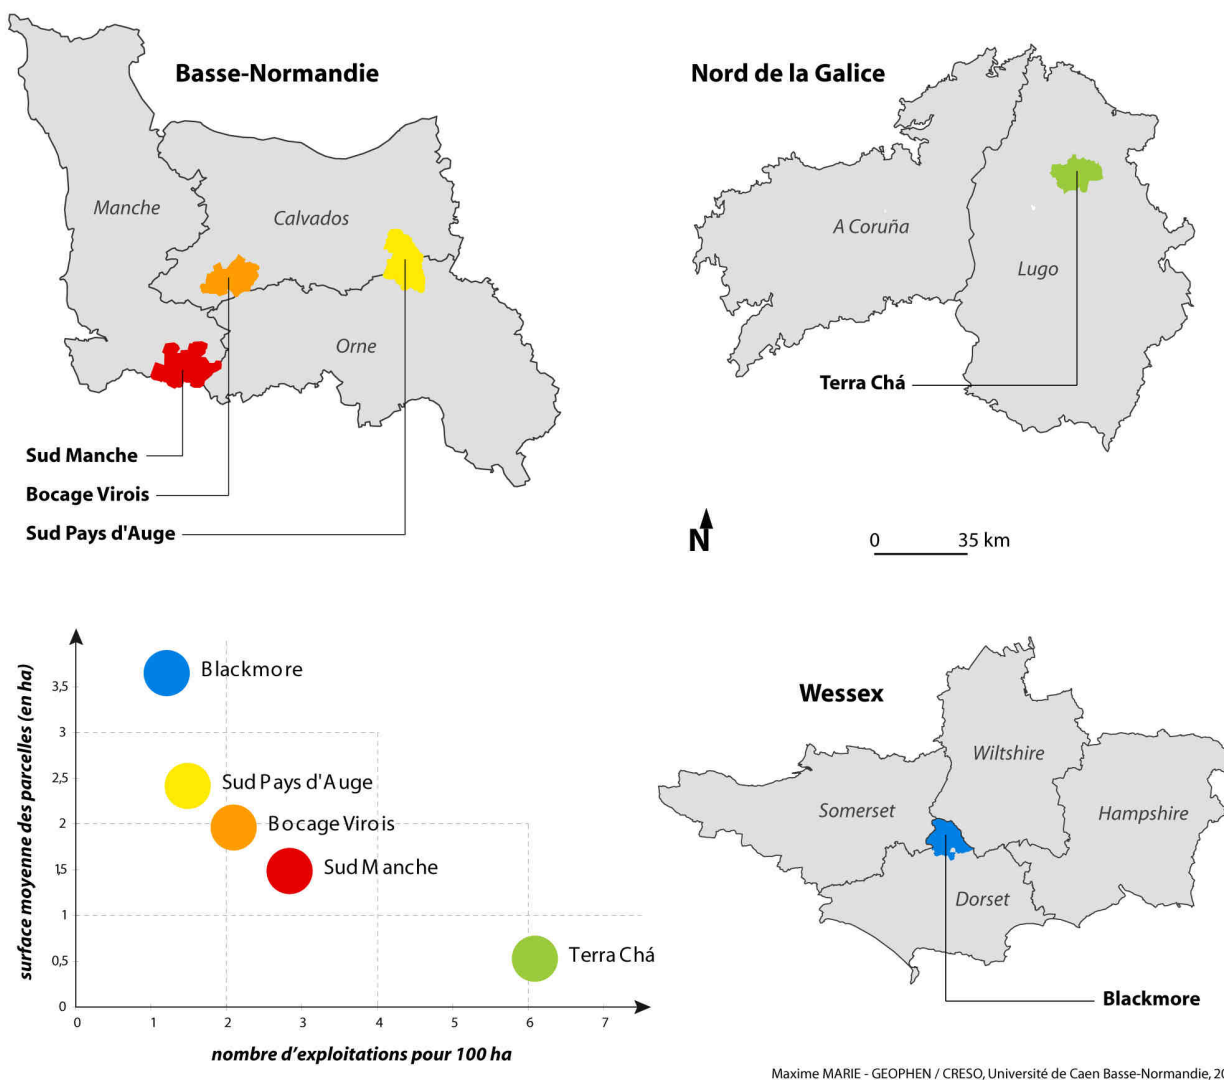 Basse-Normandie
Manche
Calvados
Orne
Sud Manche
Bocage Virois
Sud Pays d'Auge
Nord de la Galice
A Coruña
Lugo
Terra Chá
N
0 35 km
surface moyenne des parcelles (en ha)
3,5
3
2,5
2
15
1
0,5
0
0 1 2 3 4 5 6 7
nombre d'exploitations pour 100 ha
Blackmore
Sud Pays d'Auge
Bocage Virois
Sud Manche
Terra Chá
Wessex
Wiltshire
Somerset
Hampshire
Dorset
Blackmore
Maxime MARIE - GEOPHEN / CRESO, Université de Caen Basse-Normandie, 20